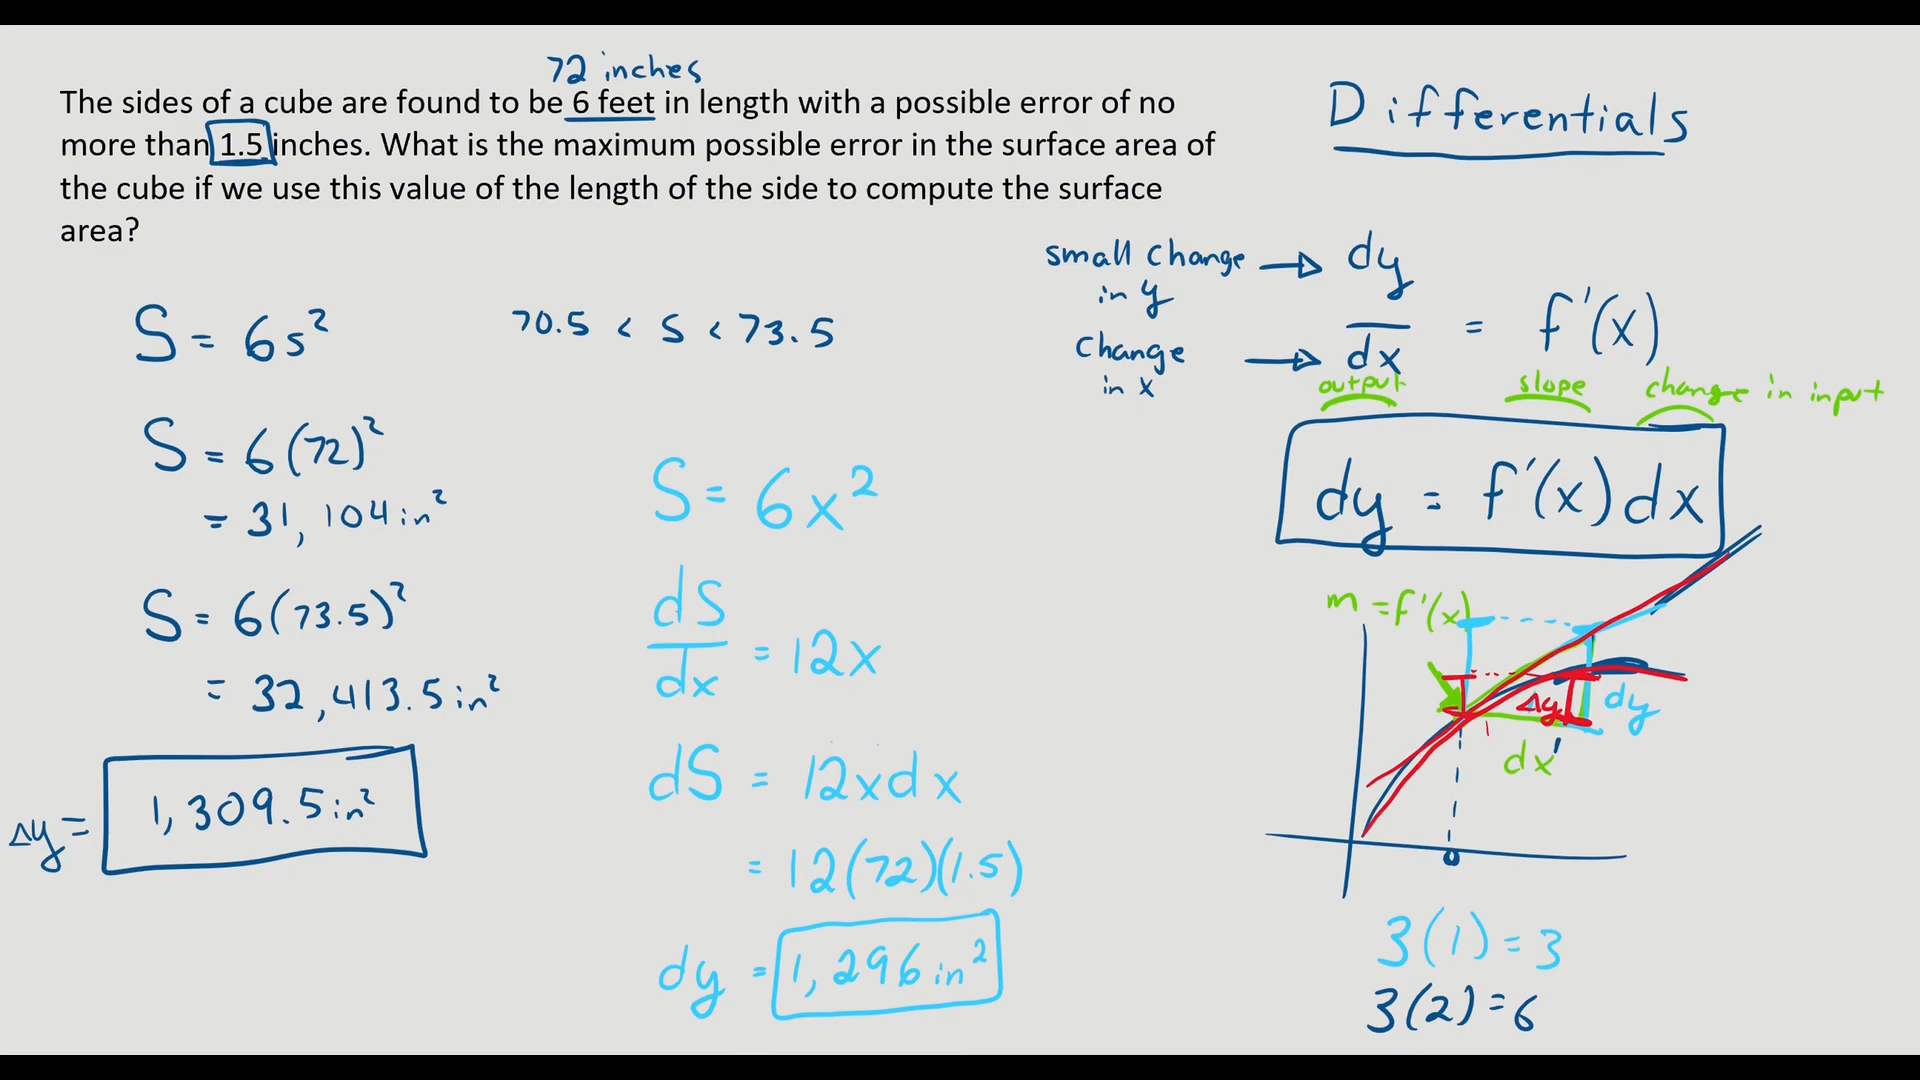 72 inches
The sides of a cube are found to be 6 feet in length with a possible error of no
more than 1.5 inches. What is the maximum possible error in the surface area of
the cube if we use this value of the length of the side to compute the surface
area?
S = 6s²
70.5 < s < 73.5
S = 6(72)²
= 31,104 in²
S = 6(73.5)²
= 32,413.5 in²
Δy = 1,309.5 in²
S = 6x²
dS/dx = 12x
dS = 12xdx
= 12(72)(1.5)
dy = 1,296 in²
Differentials
small change → dy
in y
= f'(x)
change → dx
in x
output slope change in input
dy = f'(x)dx
m = f'(x)
Δy dy
dx
3(1) = 3
3(2) = 6